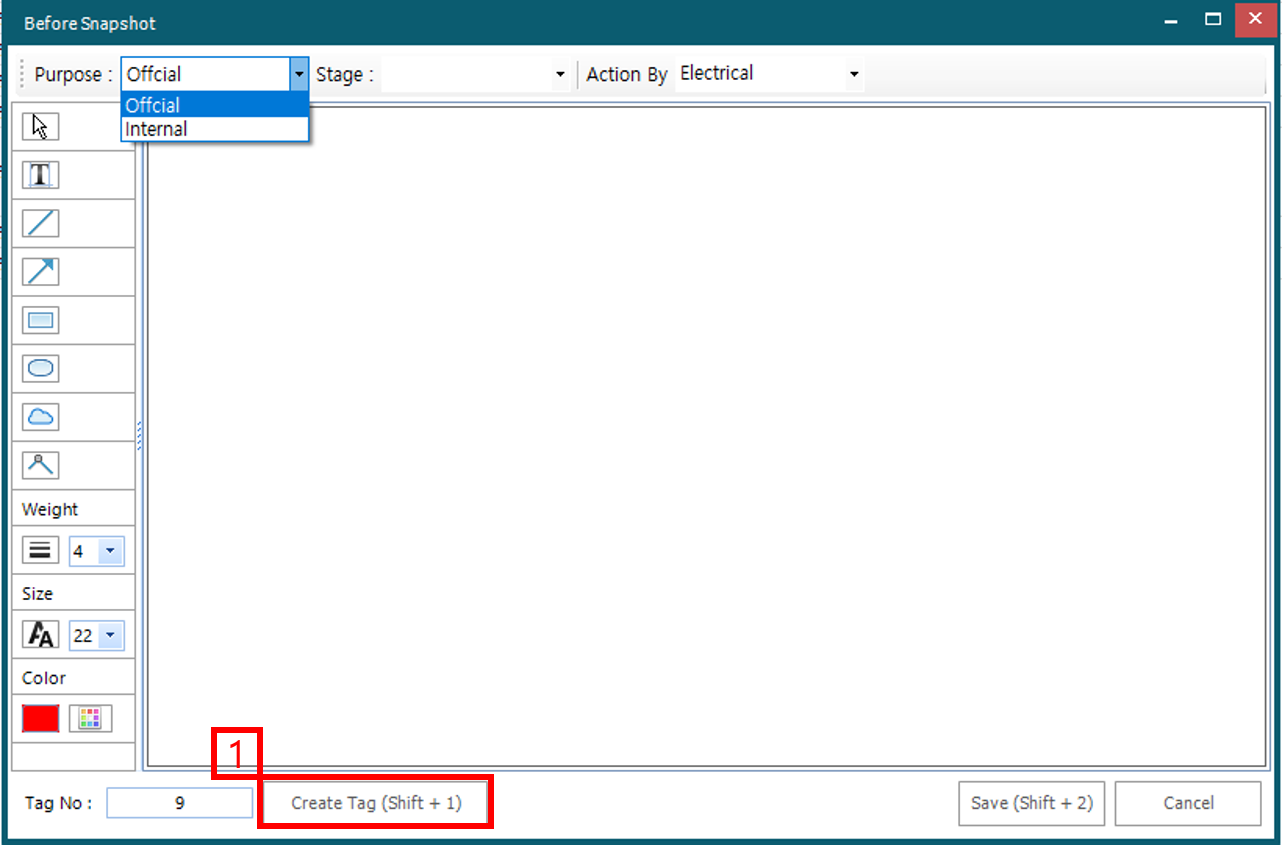 Before Snapshot
Purpose : Offcial Stage : Action By Electrical
Offcial
Internal
T
Weight
4
Size
AA 22
Color
1
Tag No : 9 Create Tag (Shift + 1) Save (Shift + 2) Cancel